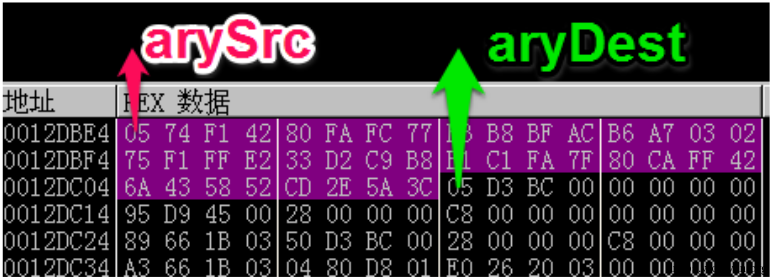 arySrc aryDest
地址 HEX 数据
0012DBE4 05 74 F1 42 80 FA FC 77 B8 BF AC B6 A7 03 02
0012DBF4 75 F1 FF E2 33 D2 C9 B8 C1 FA 7F 80 CA FF 42
0012DC04 6A 43 58 52 CD 2E 5A 3C 05 D3 BC 00 00 00 00 00
0012DC14 95 D9 45 00 28 00 00 00 C8 00 00 00 00 00 00 00
0012DC24 89 66 1B 03 50 D3 BC 00 28 00 00 00 C8 00 00 00
0012DC34 A3 66 1B 03 04 80 D8 01 E0 26 20 03 00 00 00 00